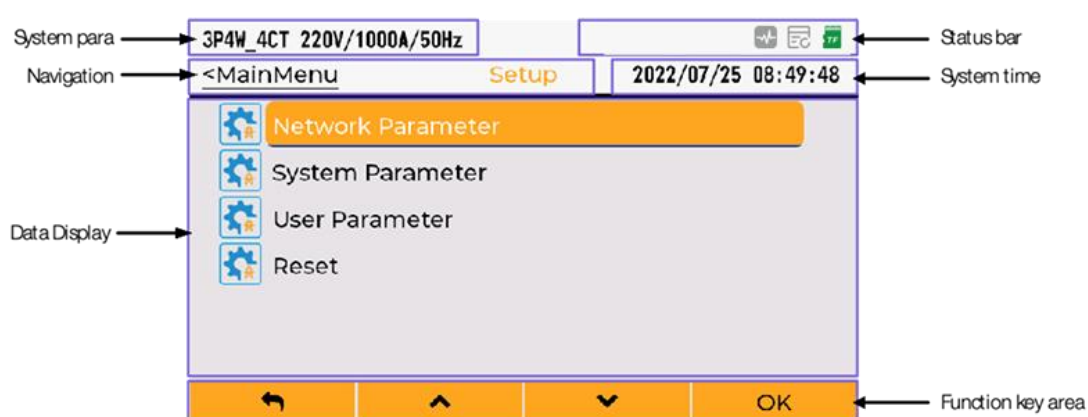 System para 3P4W_4CT 220V/1000A/50Hz TF Status bar
Navigation <MainMenu Setup 2022/07/25 08:49:48 System time
Network Parameter
System Parameter
Data Display User Parameter
Reset
OK Function key area